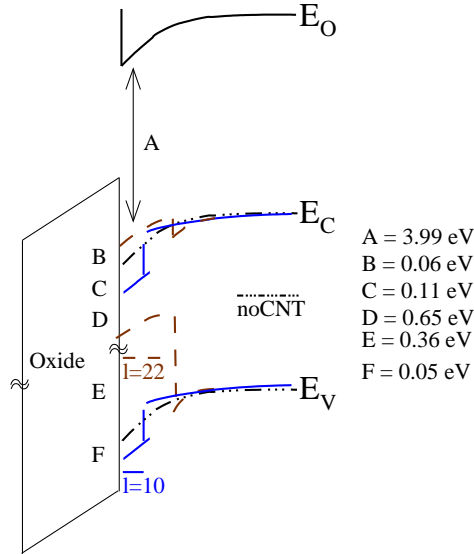 E_O
A
E_C
B
A = 3.99 eV
B = 0.06 eV
C
C = 0.11 eV
noCNT
D
D = 0.65 eV
E = 0.36 eV
Oxide
l=22
F = 0.05 eV
E
E_V
F
l=10